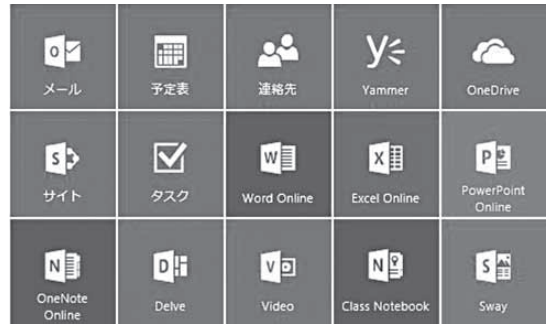 メール
予定表
連絡先
Yammer
OneDrive
サイト
タスク
Word Online
Excel Online
PowerPoint
Online
OneNote
Online
Delve
Video
Class Notebook
Sway